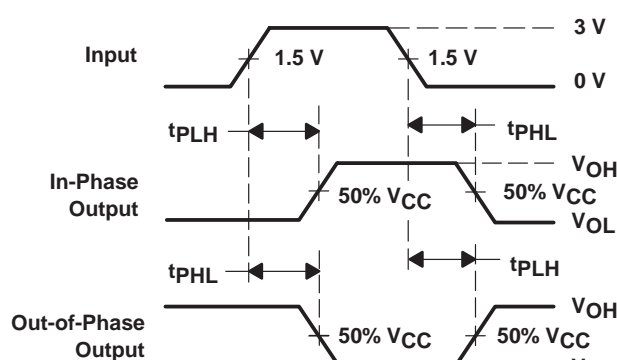 3 V
Input
1.5 V
1.5 V
0 V
tPLH
tPHL
VOH
In-Phase
Output
50% VCC
50% VCC
VOL
tPHL
tPLH
VOH
Out-of-Phase
Output
50% VCC
50% VCC